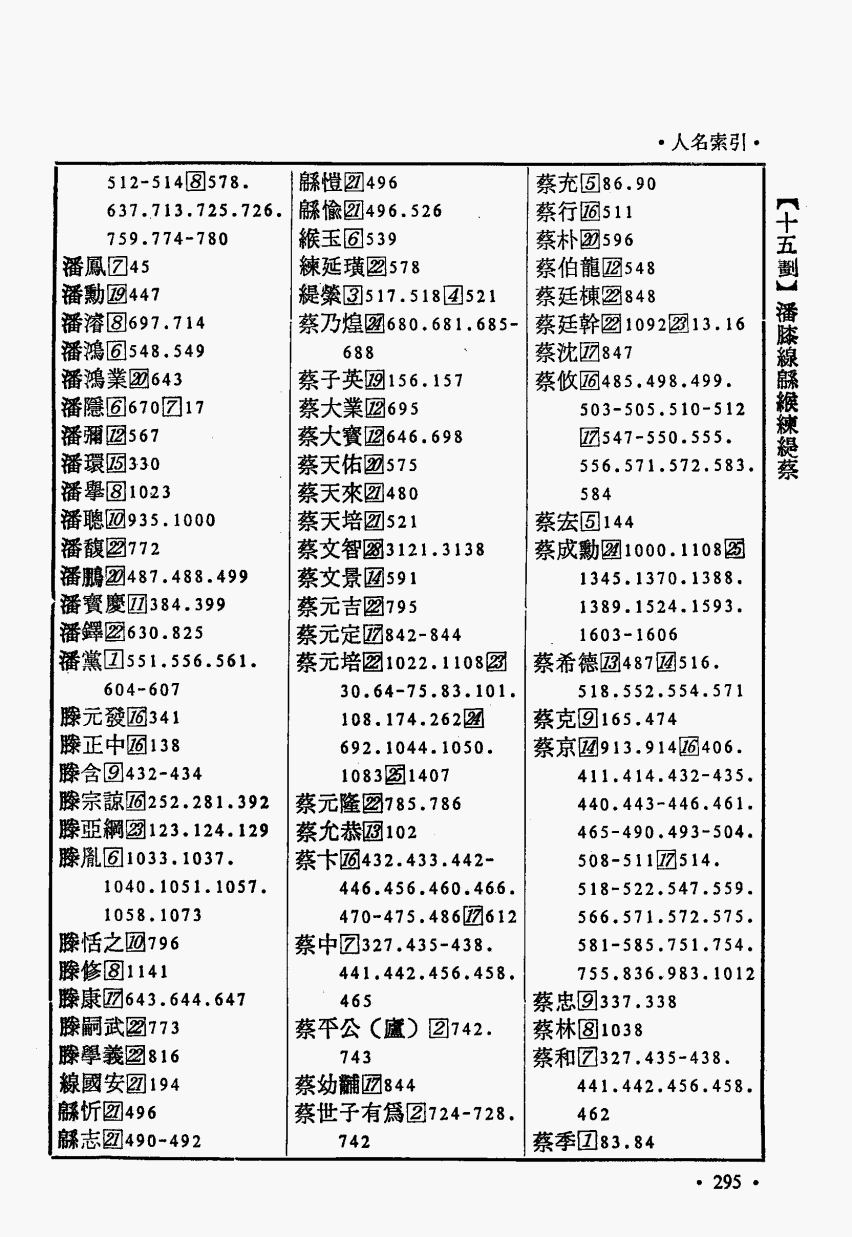 ·人名索引·
512-514[8]578.
637.713.725.726.
759.774-780
潘鳳[7]45
潘勳[19]447
潘濬[8]697.714
潘鴻[6]548.549
潘鴻業[20]643
潘隱[6]670[7]17
潘彌[12]567
潘環[15]330
潘擧[8]1023
潘聰[10]935.1000
潘馥[22]772
潘鵬[20]487.488.499
潘寳慶[11]384.399
潘鐸[22]630.825
潘黨[1]551.556.561.
604-607
滕元發[16]341
滕正中[16]138
滕含[9]432-434
滕宗諒[16]252.281.392
滕亞綱[23]123.124.129
滕胤[6]1033.1037.
1040.1051.1057.
1058.1073
滕恬之[10]796
滕修[8]1141
滕康[17]643.644.647
滕嗣武[22]773
滕學義[22]816
線國安[21]194
緜忻[21]496
緜志[21]490-492
緜愷[21]496
緜愉[21]496.526
緱玉[6]539
練延璜[22]578
緹縈[3]517.518[4]521
蔡乃煌[24]680.681.685-
688
蔡子英[19]156.157
蔡大業[12]695
蔡大寳[12]646.698
蔡天佑[20]575
蔡天來[21]480
蔡天培[21]521
蔡文智[28]3121.3138
蔡文景[14]591
蔡元吉[22]795
蔡元定[17]842-844
蔡元培[22]1022.1108[23]
30.64-75.83.101.
108.174.262[24]
692.1044.1050.
1083[25]1407
蔡元隆[22]785.786
蔡允恭[13]102
蔡卞[16]432.433.442-
446.456.460.466.
470-475.486[17]612
蔡中[7]327.435-438.
441.442.456.458.
465
蔡平公（廬）[2]742.
743
蔡幼[17]844
蔡世子有爲[2]724-728.
742
蔡充[5]86.90
蔡行[16]511
蔡朴[20]596
蔡伯龍[12]548
蔡廷棟[22]848
蔡廷幹[22]1092[23]13.16
蔡沈[17]847
蔡攸[16]485.498.499.
503-505.510-512
[17]547-550.555.
556.571.572.583.
584
蔡宏[5]144
蔡成勳[24]1000.1108[25]
1345.1370.1388.
1389.1524.1593.
1603-1606
蔡希德[13]487[14]516.
518.552.554.571
蔡克[9]165.474
蔡京[14]913.914[16]406.
411.414.432-435.
440.443-446.461.
465-490.493-504.
508-511[17]514.
518-522.547.559.
566.571.572.575.
581-585.751.754.
755.836.983.1012
蔡忠[9]337.338
蔡林[8]1038
蔡和[7]327.435-438.
441.442.456.458.
462
蔡季[1]83.84
【十五劃】潘滕線緜緱練緹蔡
·295·